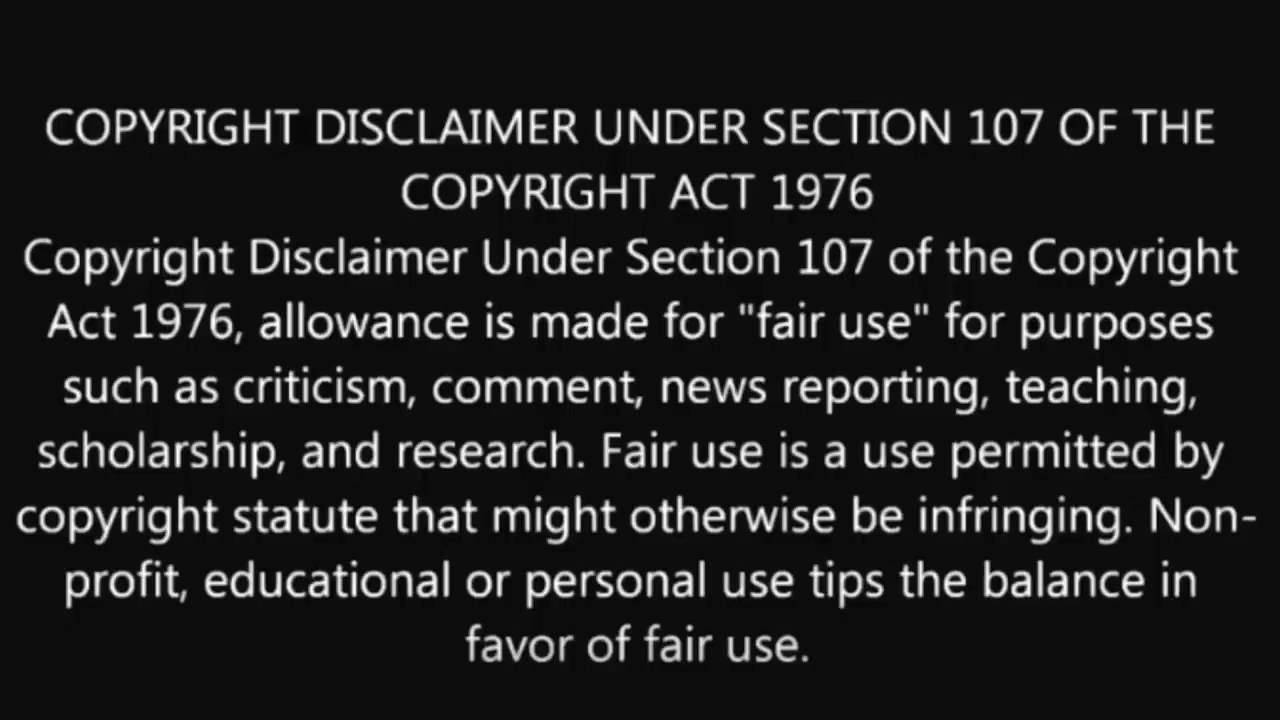 COPYRIGHT DISCLAIMER UNDER SECTION 107 OF THE
COPYRIGHT ACT 1976
Copyright Disclaimer Under Section 107 of the Copyright
Act 1976, allowance is made for "fair use" for purposes
such as criticism, comment, news reporting, teaching,
scholarship, and research. Fair use is a use permitted by
copyright statute that might otherwise be infringing. Non-
profit, educational or personal use tips the balance in
favor of fair use.